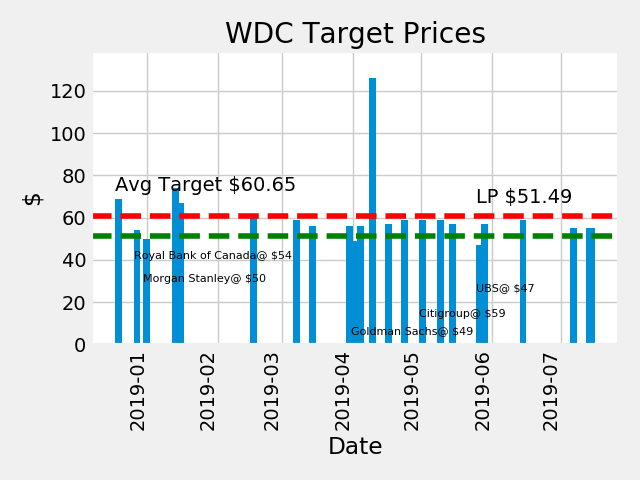 WDC Target Prices
$
120
100
80
60
40
20
0
Avg Target $60.65
LP $51.49
Royal Bank of Canada@ $54
Morgan Stanley@ $50
UBS@ $47
Citigroup@ $59
Goldman Sachs@ $49
2019-01
2019-02
2019-03
2019-04
2019-05
2019-06
2019-07
Date